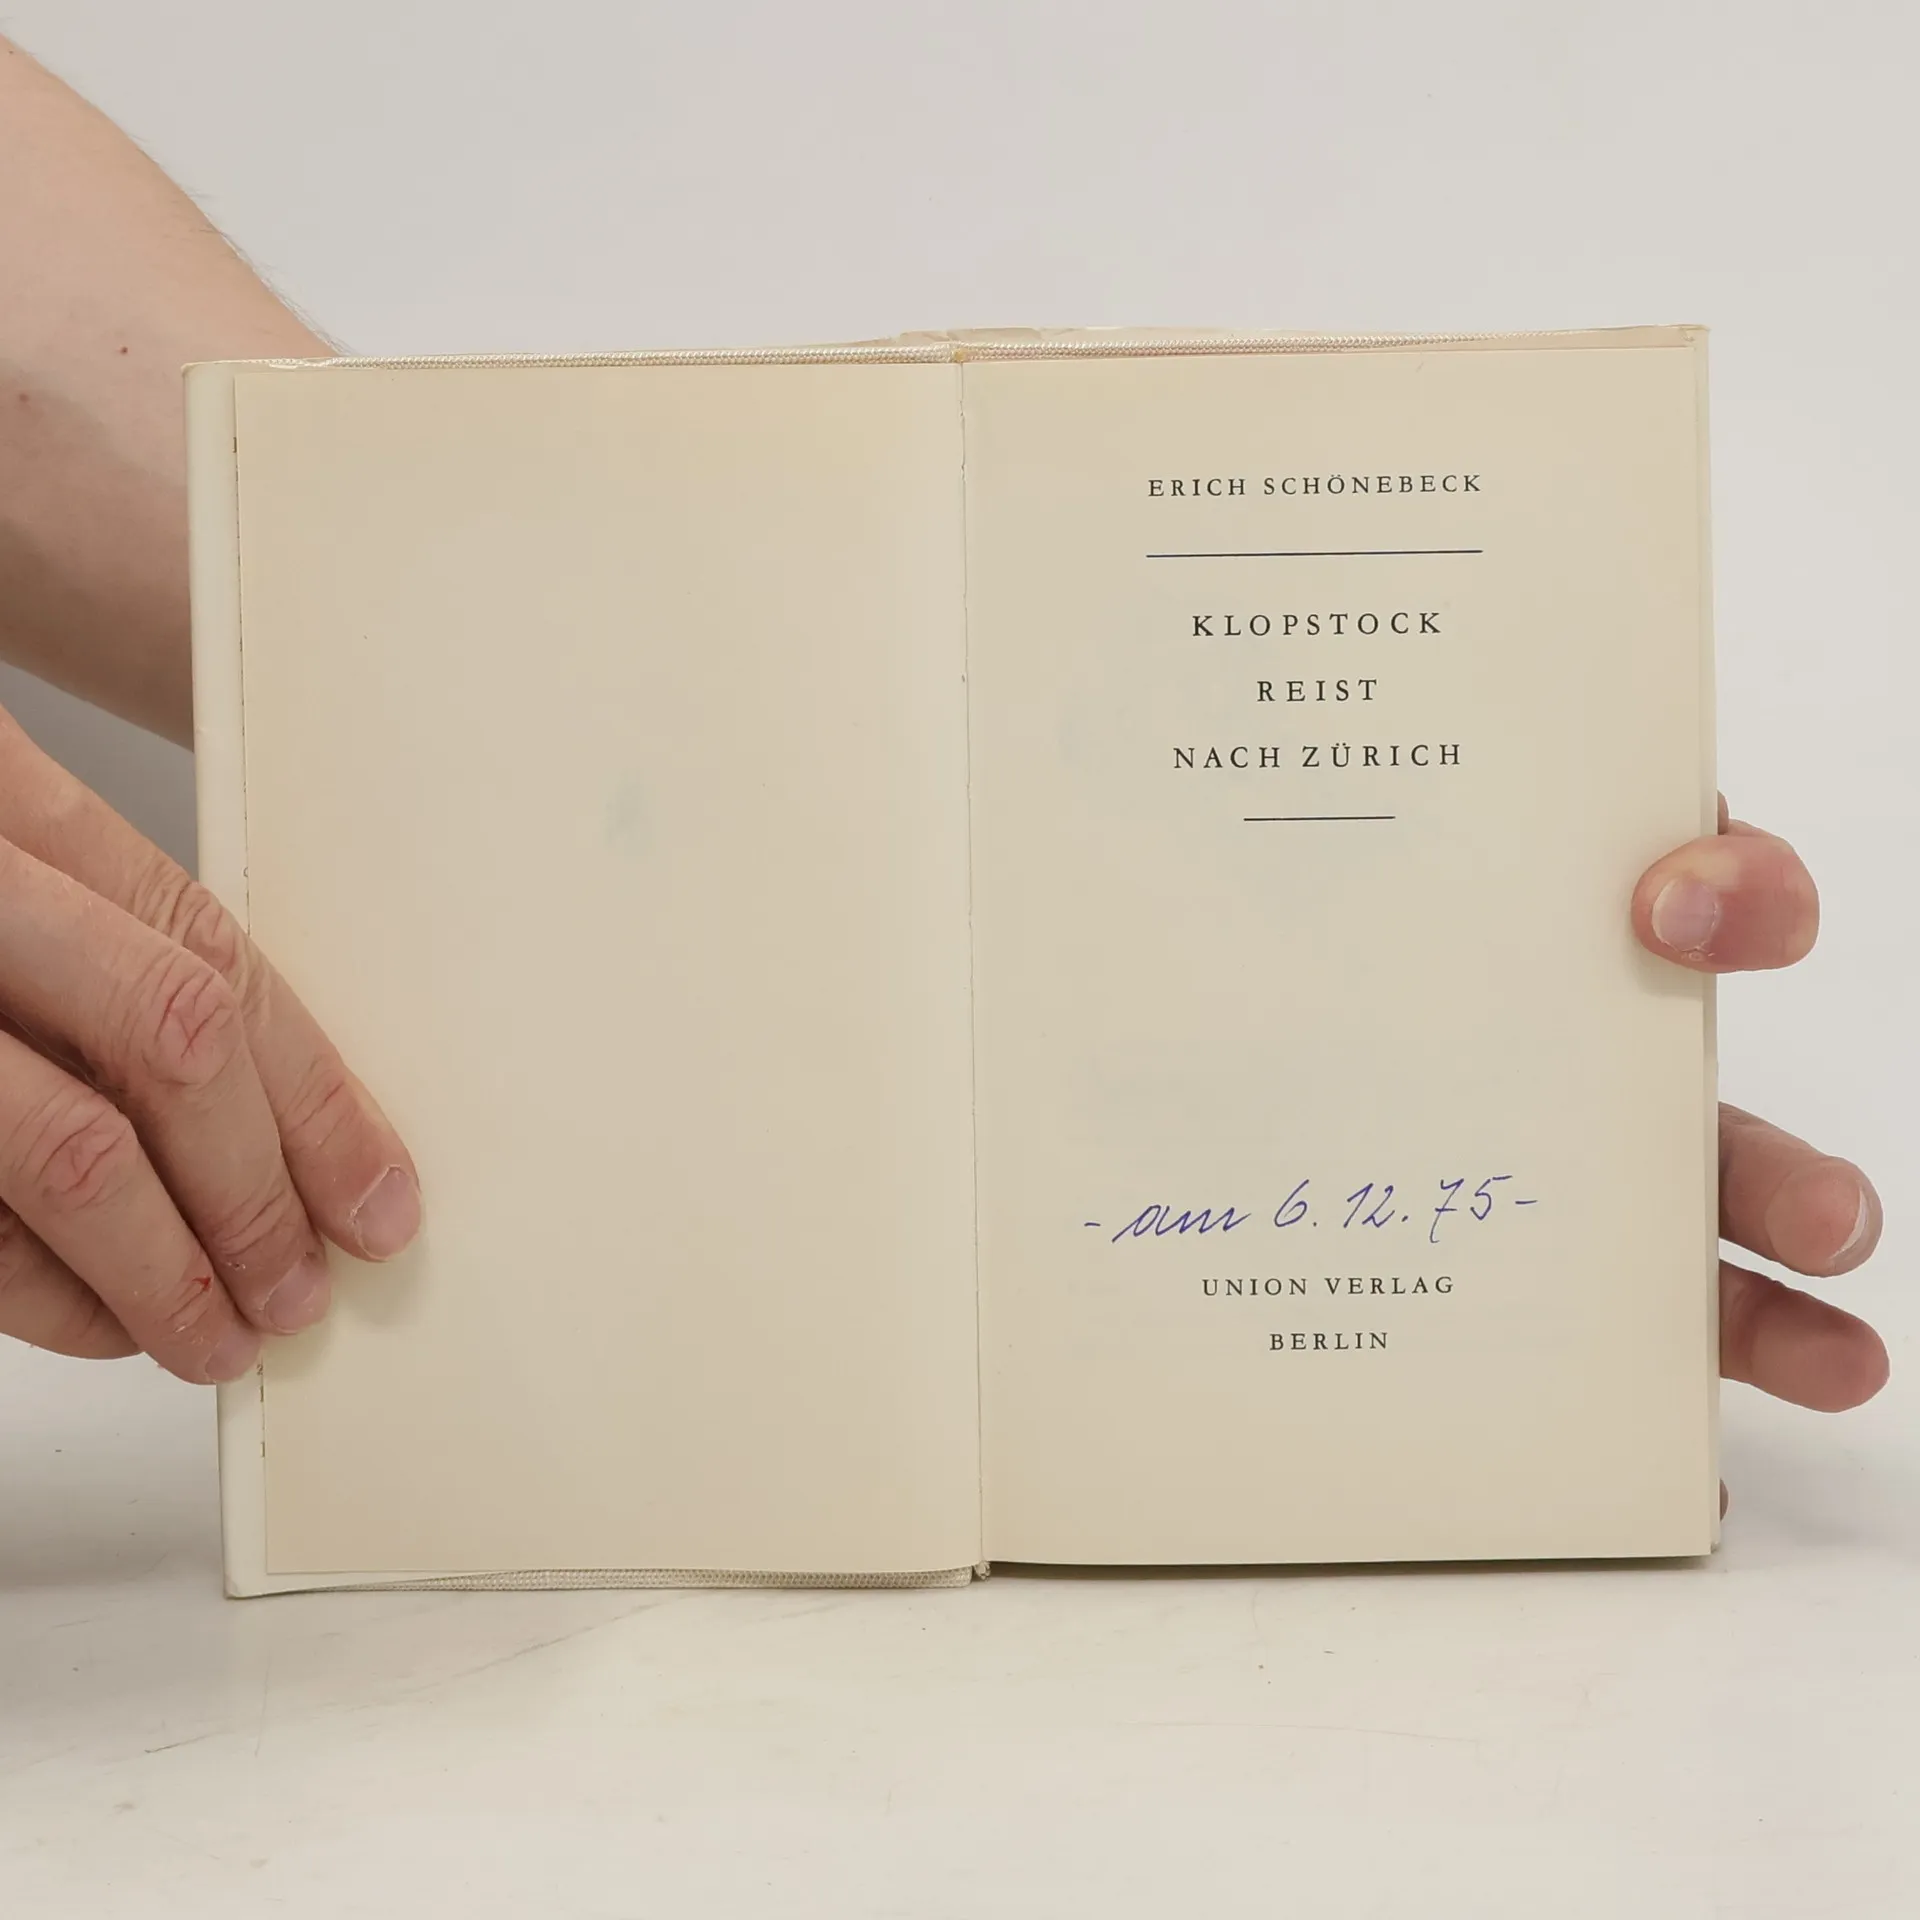 ERICH SCHÖNEBECK
KLOPSTOCK
REIST
NACH ZÜRICH
- am 6. 12. 75 -
UNION VERLAG
BERLIN